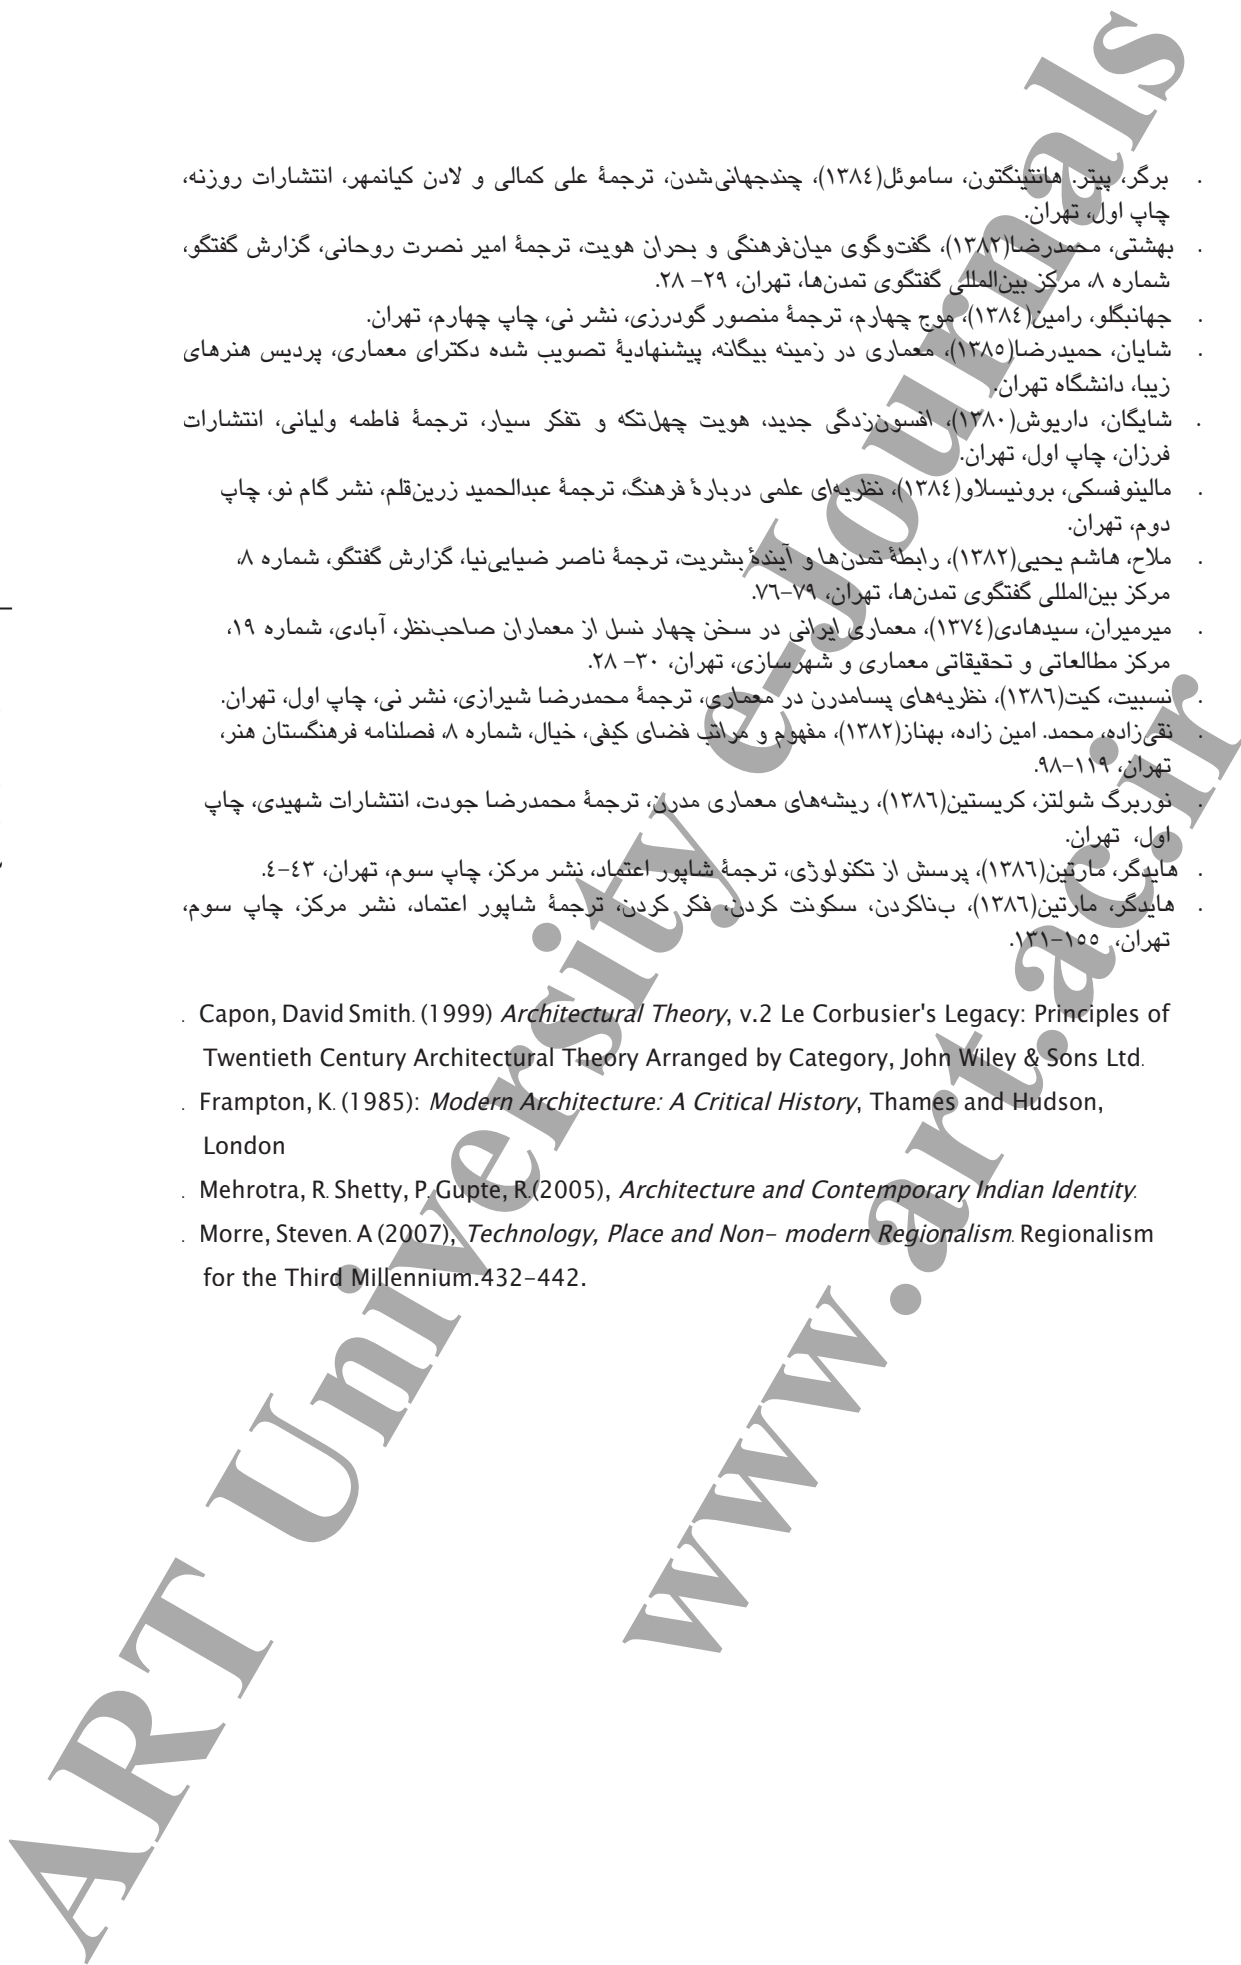 . برگر، پیتر. هانتینگتون، ساموئل(۱۳۸٤)، چندجهانی‌شدن، ترجمهٔ علی کمالی و لادن کیانمهر، انتشارات روزنه،
چاپ اول، تهران.
. بهشتی، محمدرضا(۱۳۸۲)، گفت‌وگوی میان‌فرهنگی و بحران هویت، ترجمهٔ امیر نصرت روحانی، گزارش گفتگو،
شماره ۸، مرکز بین‌المللی گفتگوی تمدن‌ها، تهران، ۲۹- ۲۸.
. جهانبگلو، رامین(۱۳۸٤)، موج چهارم، ترجمهٔ منصور گودرزی، نشر نی، چاپ چهارم، تهران.
. شایان، حمیدرضا(۱۳۸٥)، معماری در زمینه بیگانه، پیشنهادیهٔ تصویب شده دکترای معماری، پردیس هنرهای
زیبا، دانشگاه تهران.
. شایگان، داریوش(۱۳۸۰)، افسون‌زدگی جدید، هویت چهل‌تکه و تفکر سیار، ترجمهٔ فاطمه ولیانی، انتشارات
فرزان، چاپ اول، تهران.
. مالینوفسکی، برونیسلاو(۱۳۸٤)، نظریه‌ای علمی دربارهٔ فرهنگ، ترجمهٔ عبدالحمید زرین‌قلم، نشر گام نو، چاپ
دوم، تهران.
. ملاح، هاشم یحیی(۱۳۸۲)، رابطهٔ تمدن‌ها و آیندهٔ بشریت، ترجمهٔ ناصر ضیایی‌نیا، گزارش گفتگو، شماره ۸،
مرکز بین‌المللی گفتگوی تمدن‌ها، تهران، ۷۹-۷٦.
. میرمیران، سیدهادی(۱۳۷٤)، معماری ایرانی در سخن چهار نسل از معماران صاحب‌نظر، آبادی، شماره ۱۹،
مرکز مطالعاتی و تحقیقاتی معماری و شهرسازی، تهران، ۳۰- ۲۸.
. نسبیت، کیت(۱۳۸٦)، نظریه‌های پسامدرن در معماری، ترجمهٔ محمدرضا شیرازی، نشر نی، چاپ اول، تهران.
. نقی‌زاده، محمد. امین زاده، بهناز(۱۳۸۲)، مفهوم و مراتب فضای کیفی، خیال، شماره ۸، فصلنامه فرهنگستان هنر،
تهران، ۱۱۹-۹۸.
. نوربرگ شولتز، کریستین(۱۳۸٦)، ریشه‌های معماری مدرن، ترجمهٔ محمدرضا جودت، انتشارات شهیدی، چاپ
اول، تهران.
. هایدگر، مارتین(۱۳۸٦)، پرسش از تکنولوژی، ترجمهٔ شاپور اعتماد، نشر مرکز، چاپ سوم، تهران، ٤۳-٤.
. هایدگر، مارتین(۱۳۸٦)، بناکردن، سکونت کردن، فکر کردن، ترجمهٔ شاپور اعتماد، نشر مرکز، چاپ سوم،
تهران، ۱٥٥-۱۳۱.
. Capon, David Smith. (1999) Architectural Theory, v.2 Le Corbusier's Legacy: Principles of
Twentieth Century Architectural Theory Arranged by Category, John Wiley & Sons Ltd.
. Frampton, K. (1985): Modern Architecture: A Critical History, Thames and Hudson,
London
. Mehrotra, R. Shetty, P. Gupte, R.(2005), Architecture and Contemporary Indian Identity.
. Morre, Steven. A (2007), Technology, Place and Non- modern Regionalism. Regionalism
for the Third Millennium.432-442.
ART University e-Journals
www.art.ac.ir